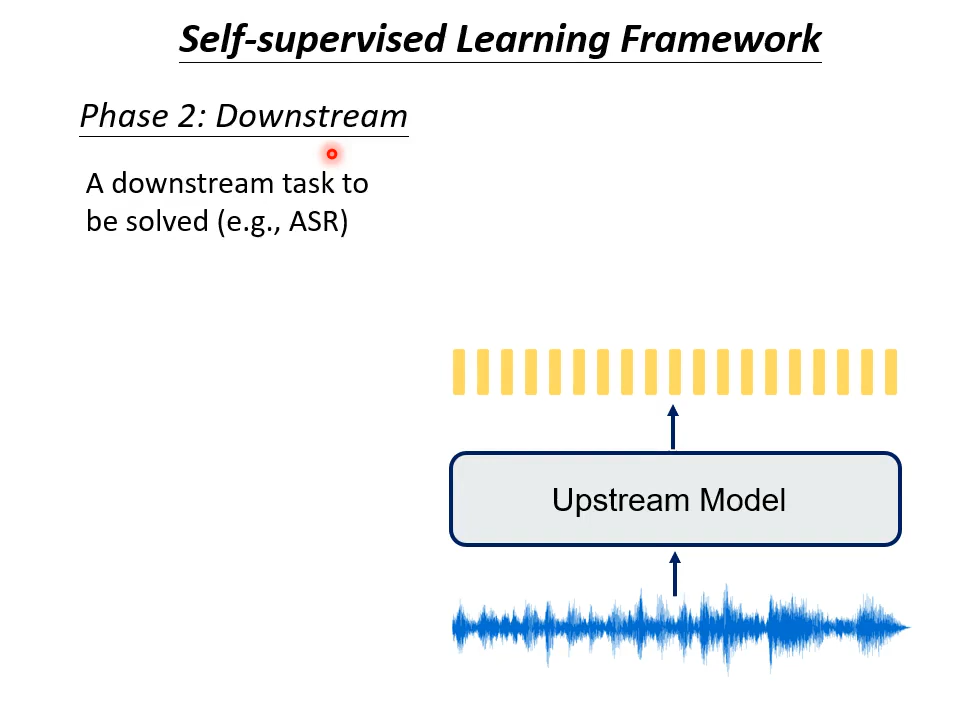 Self-supervised Learning Framework
Phase 2: Downstream
A downstream task to
be solved (e.g., ASR)
Upstream Model